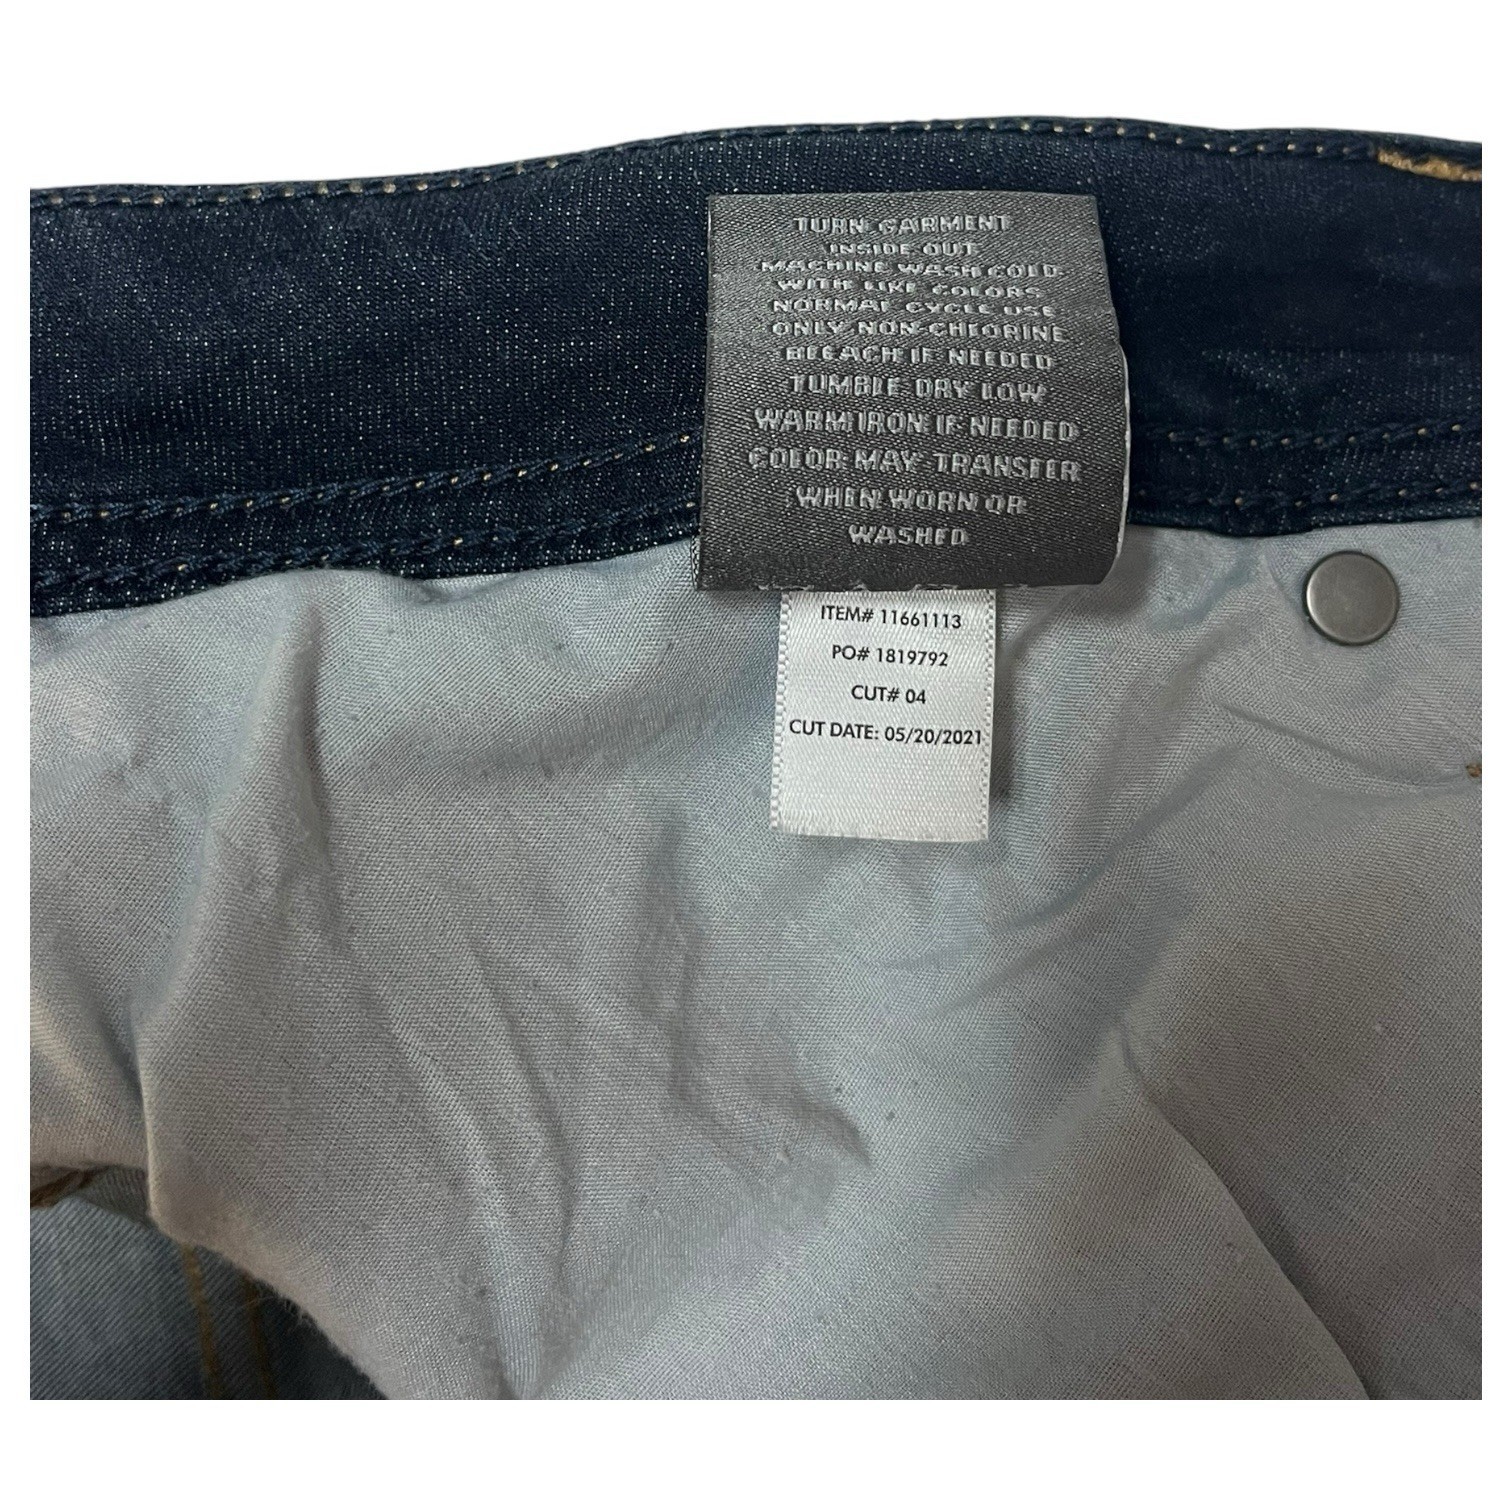 TURN GARMENT
INSIDE OUT
MACHINE WASH COLD
WITH LIKE COLORS
NORMAL CYCLE USE
ONLY NON-CHLORINE
BLEACH IF NEEDED
TUMBLE DRY LOW
WARM IRON IF NEEDED
COLOR MAY TRANSFER
WHEN WORN OR
WASHED
ITEM# 11661113
PO# 1819792
CUT# 04
CUT DATE: 05/20/2021